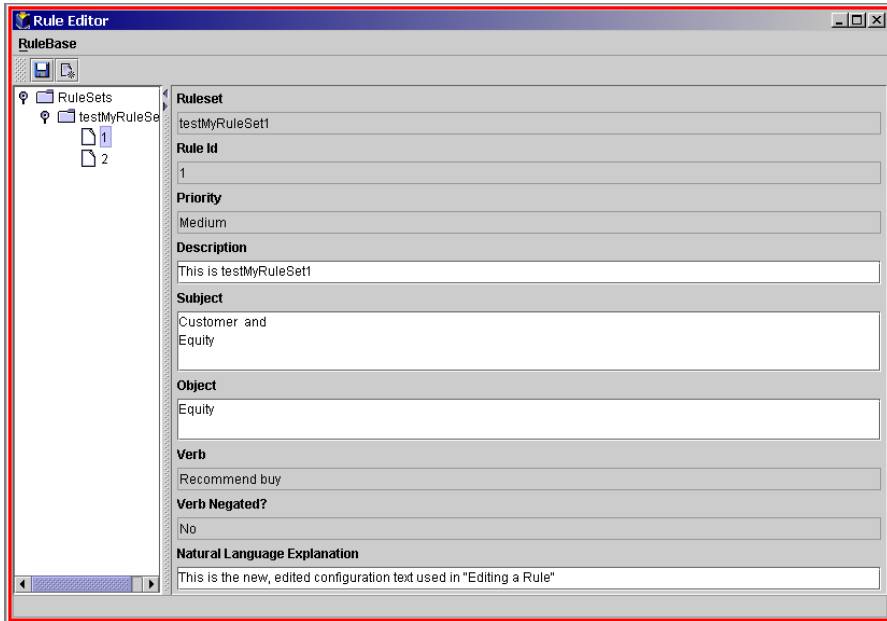 Rule Editor
RuleBase
RuleSets
testMyRuleSe
1
2
Ruleset
testMyRuleSet1
Rule Id
1
Priority
Medium
Description
This is testMyRuleSet1
Subject
Customer and
Equity
Object
Equity
Verb
Recommend buy
Verb Negated?
No
Natural Language Explanation
This is the new, edited configuration text used in "Editing a Rule"